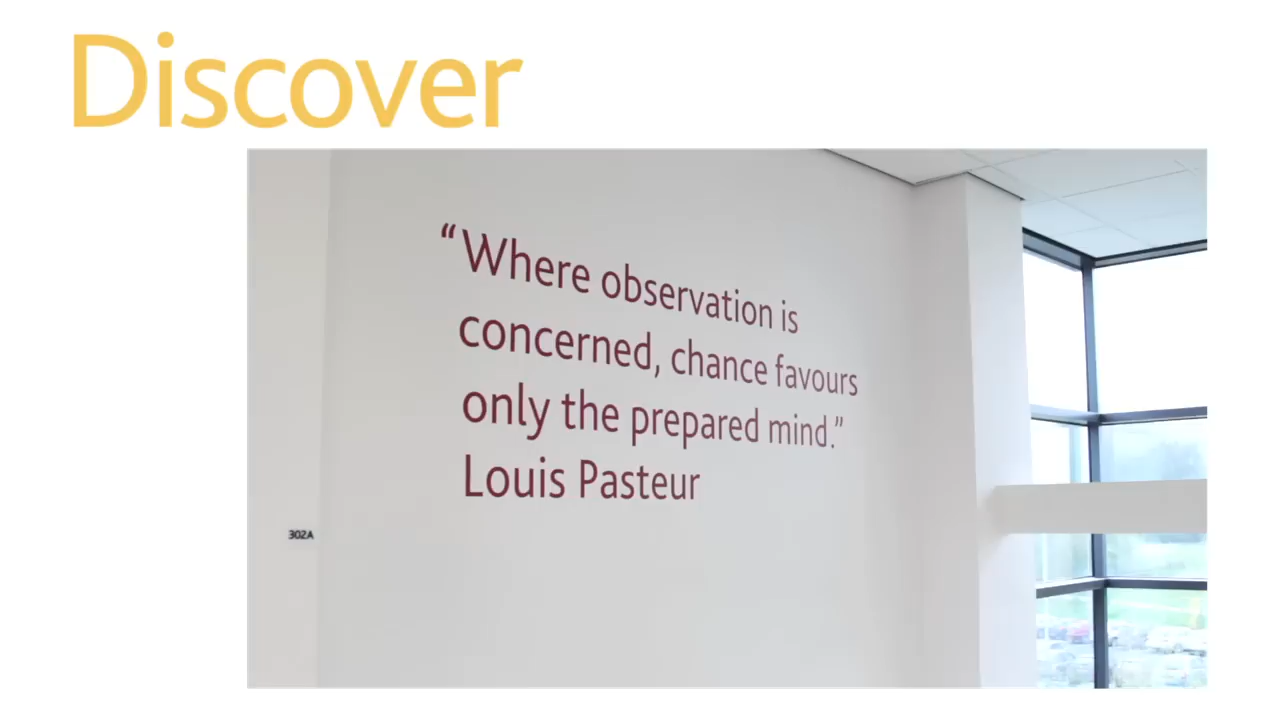 Discover
“Where observation is
concerned, chance favours
only the prepared mind.”
Louis Pasteur
302A